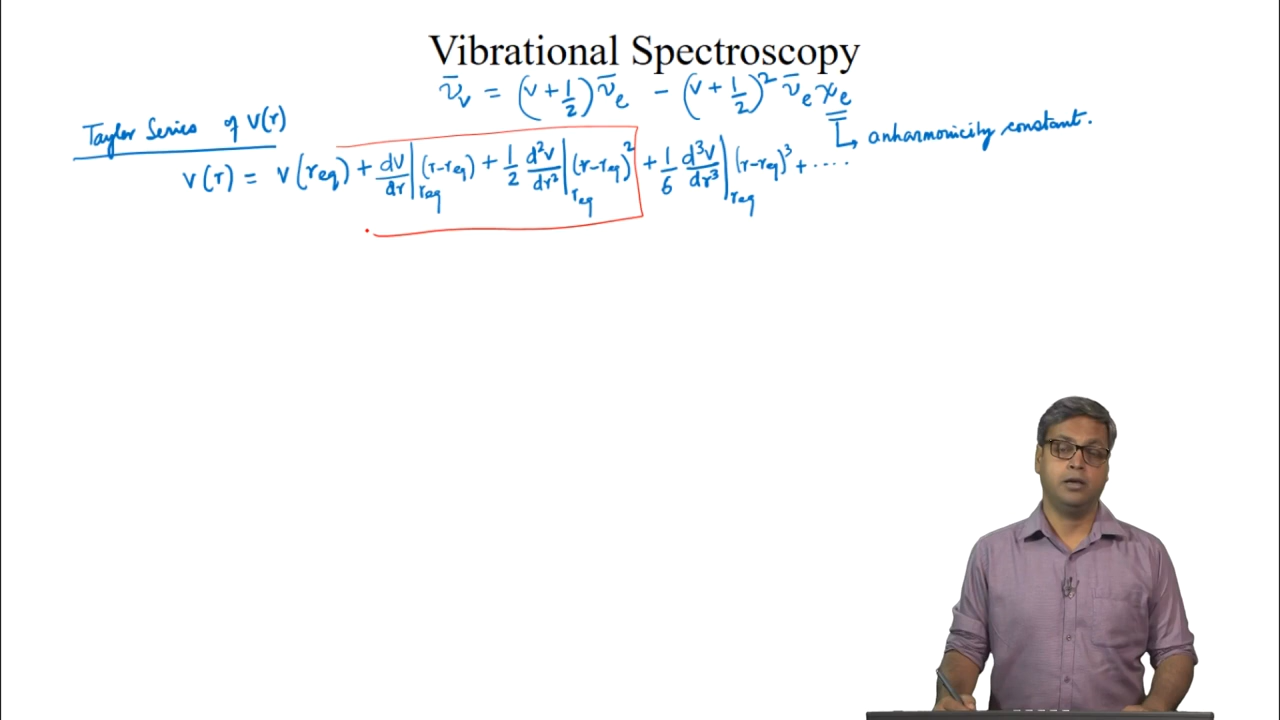 Vibrational Spectroscopy
ν̄ᵥ = (v + 1/2) ν̄ₑ - (v + 1/2)² ν̄ₑ χₑ
↳ anharmonicity constant.
Taylor Series of V(r)
V(r) = V(req) + dV/dr|req (r-req) + 1/2 d²V/dr²|req (r-req)² + 1/6 d³V/dr³|req (r-req)³ + ....